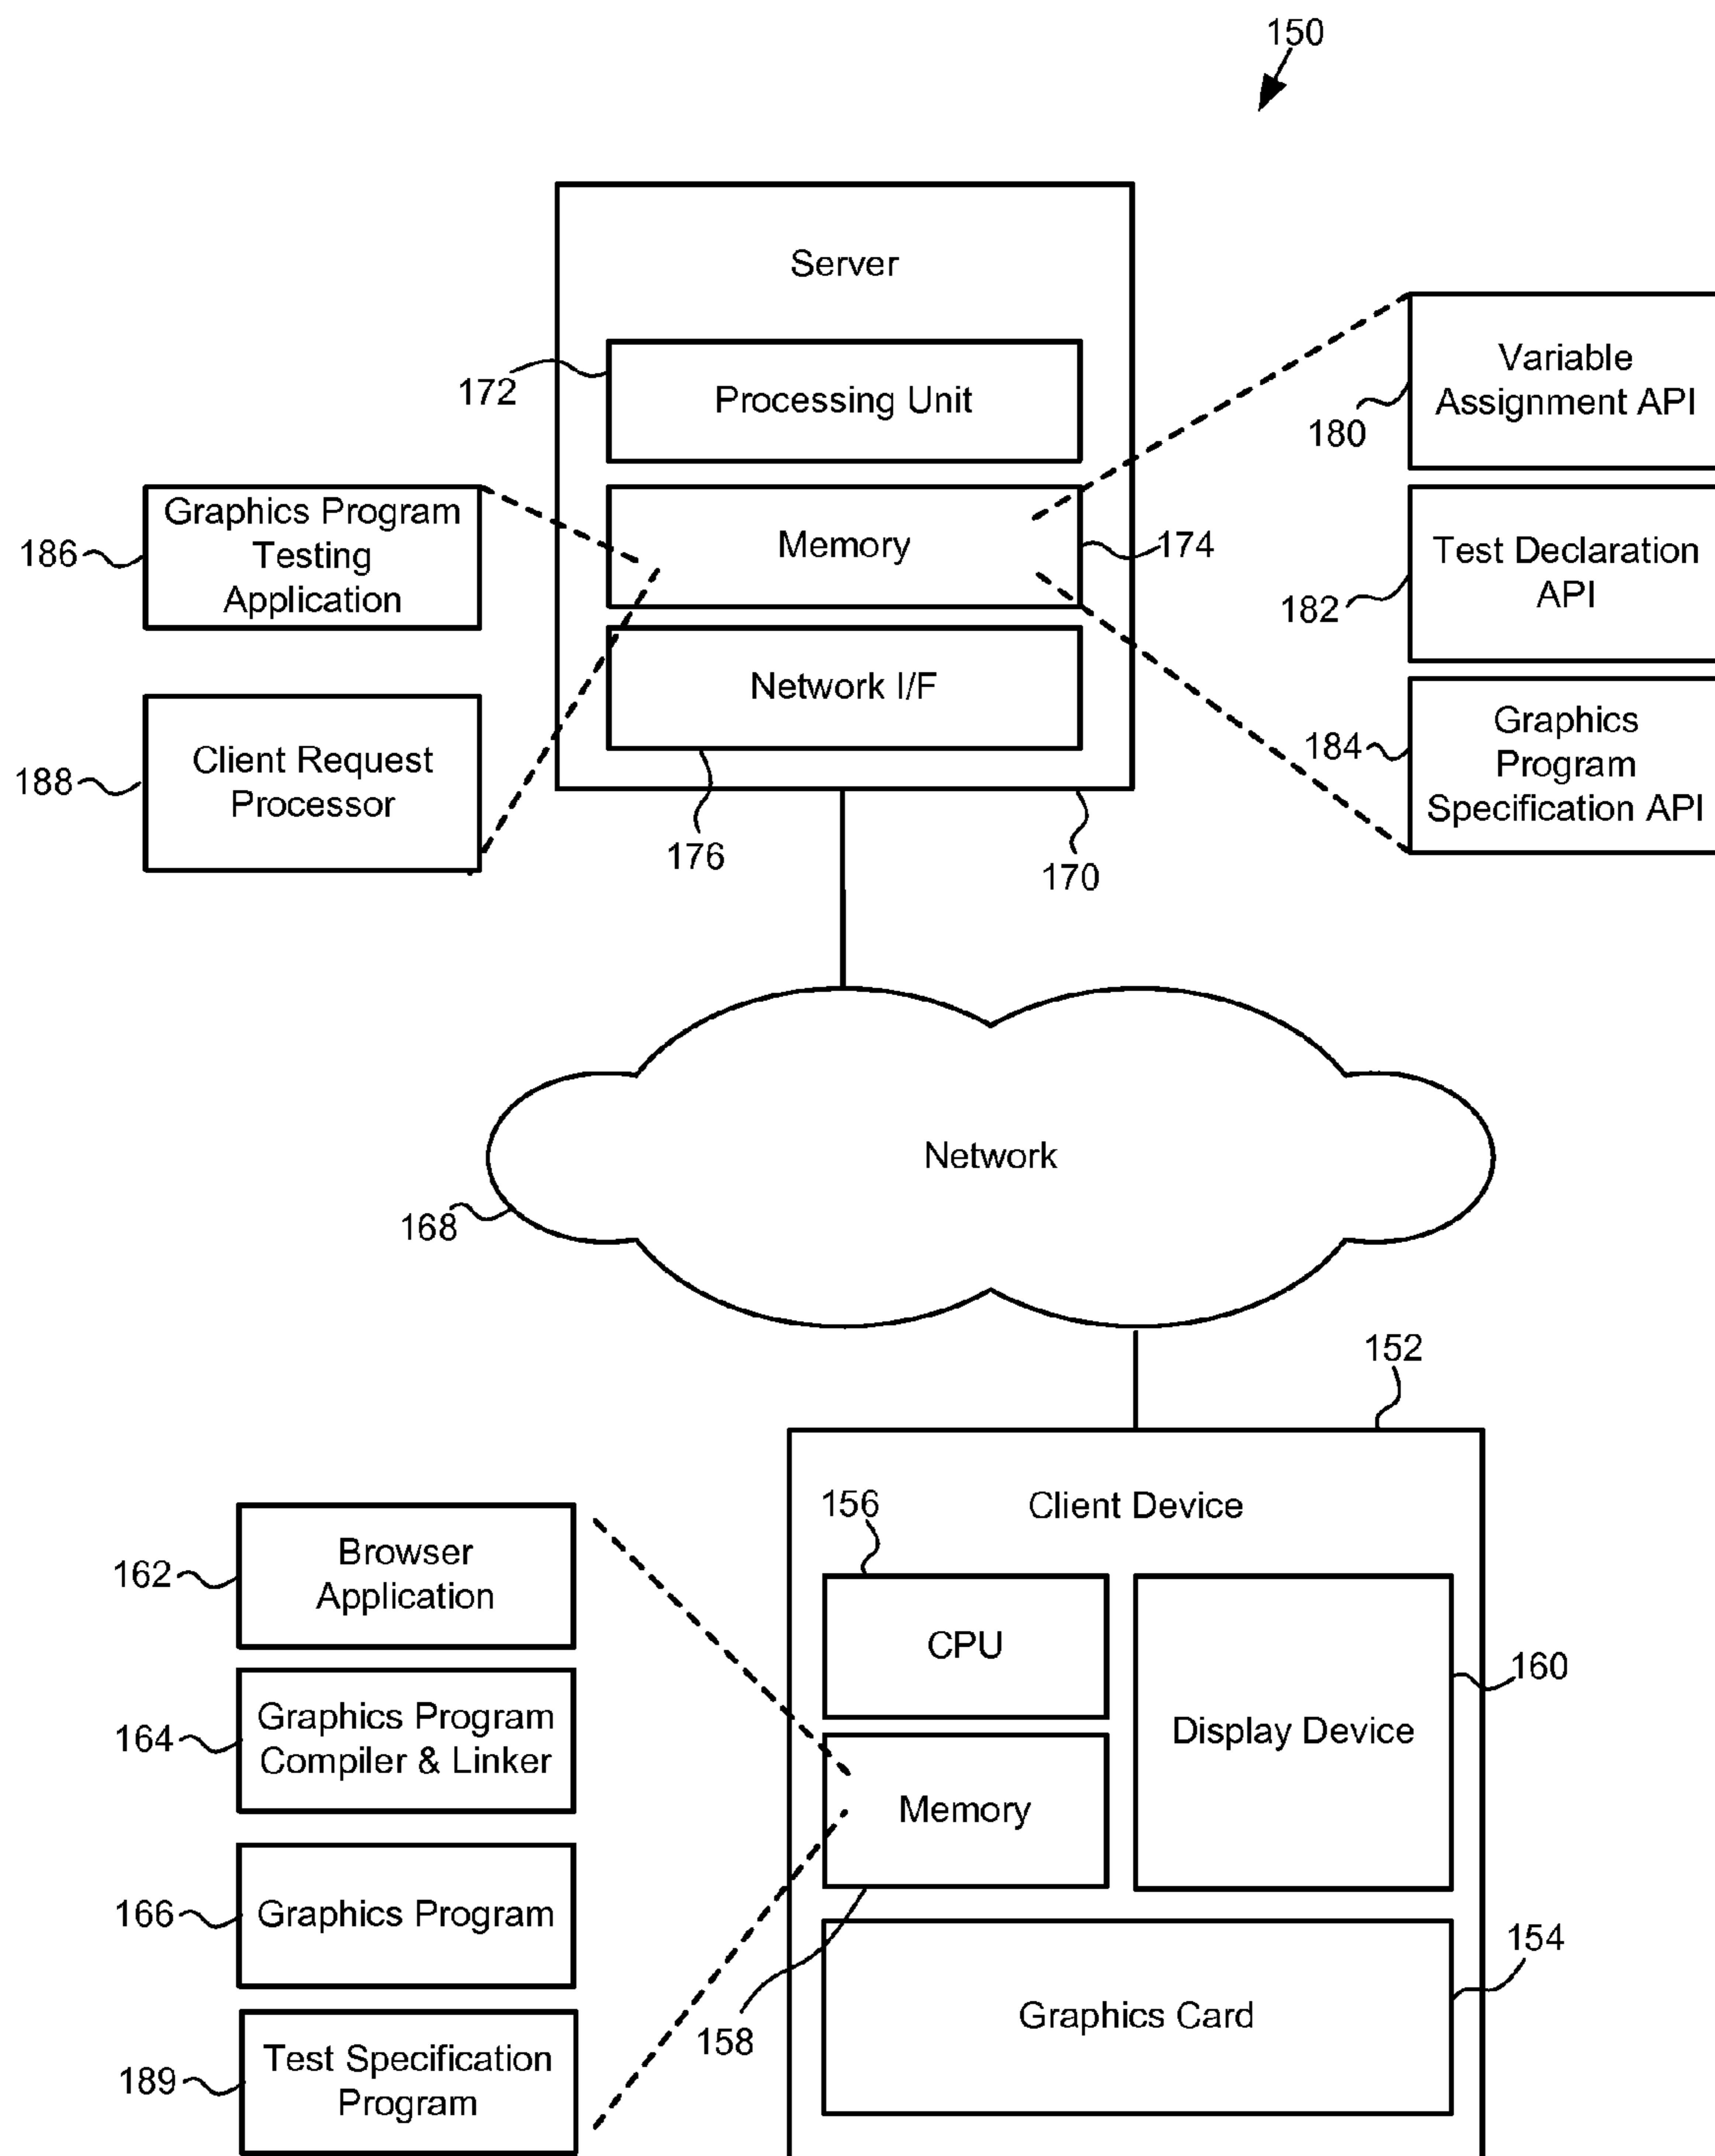 150
Server
172
Processing Unit
Variable
Assignment API
180
Graphics Program
Testing
Application
186
Memory
174
Test Declaration
API
182
Network I/F
188
Client Request
Processor
184
Graphics
Program
Specification API
176
170
Network
168
152
156
Client Device
162
Browser
Application
CPU
160
Display Device
164
Graphics Program
Compiler & Linker
Memory
166
Graphics Program
154
158
Graphics Card
189
Test Specification
Program